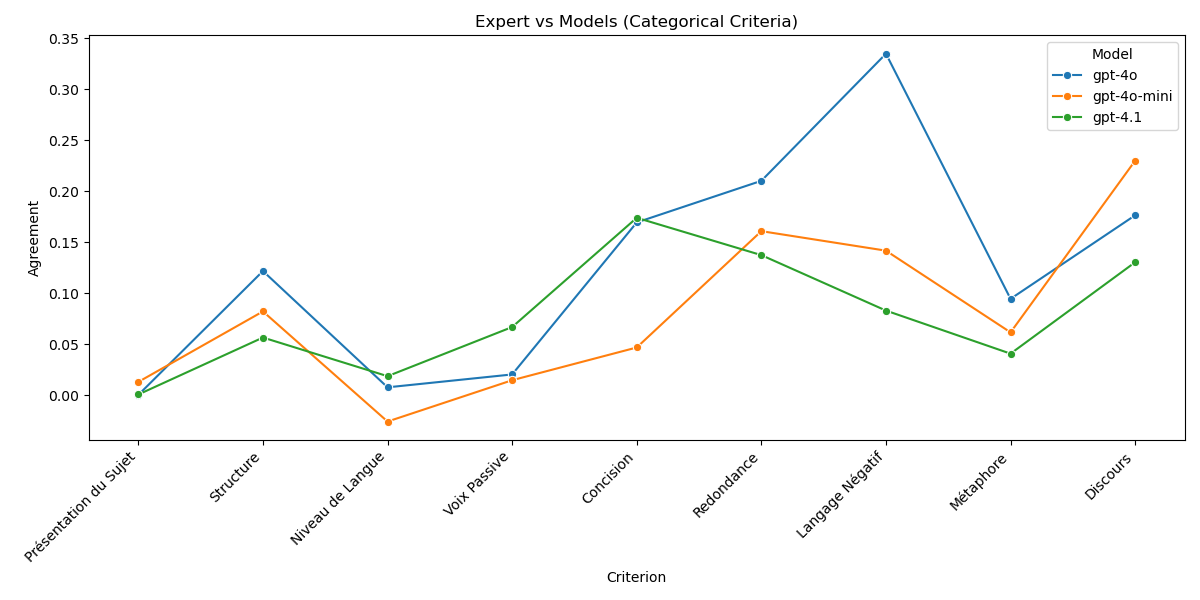 Expert vs Models (Categorical Criteria)
Model
gpt-4o
gpt-4o-mini
gpt-4.1
Agreement
0.35
0.30
0.25
0.20
0.15
0.10
0.05
0.00
Présentation du Sujet
Structure
Niveau de Langue
Voix Passive
Concision
Redondance
Langage Négatif
Métaphore
Discours
Criterion